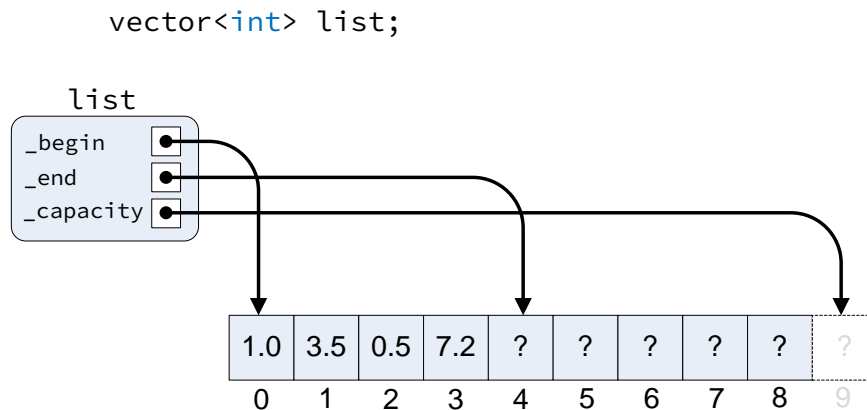 vector<int> list;
list
_begin
_end
_capacity
1.0 3.5 0.5 7.2 ? ? ? ? ? ?
0 1 2 3 4 5 6 7 8 9